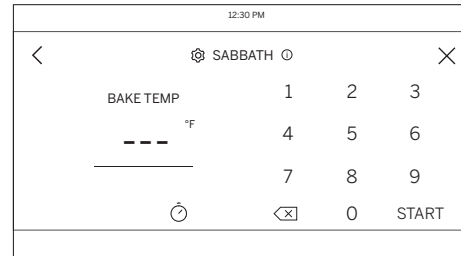 12:30 PM
SABBATH
BAKE TEMP
--- °F
1 2 3
4 5 6
7 8 9
0 START